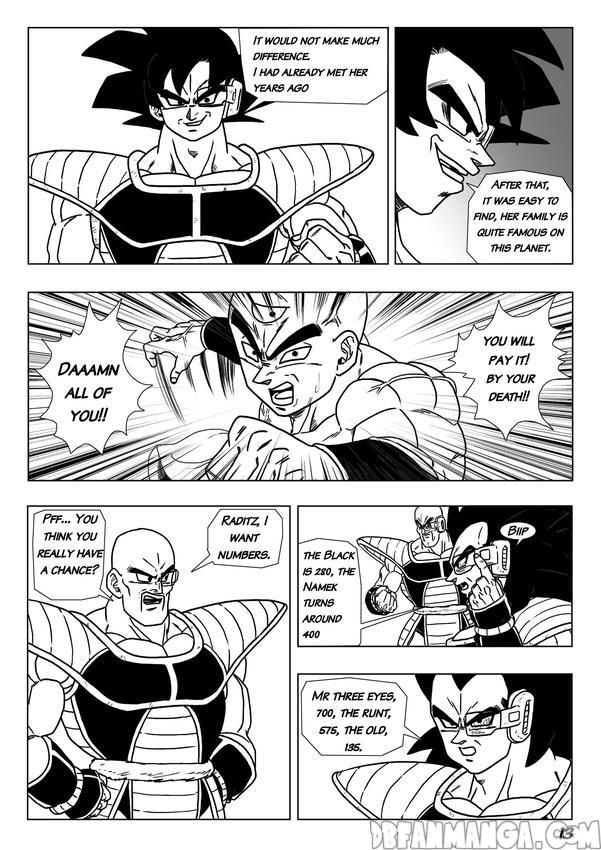 IT WOULD NOT MAKE MUCH
DIFFERENCE.
I HAD ALREADY MET HER
YEARS AGO
AFTER THAT,
IT WAS EASY TO
FIND, HER FAMILY IS
QUITE FAMOUS ON
THIS PLANET.
DAAAMN
ALL OF
YOU!!
YOU WILL
PAY IT!
BY YOUR
DEATH!!
PFF... YOU
THINK YOU
REALLY HAVE
A CHANCE?
RADITZ, I
WANT
NUMBERS.
BIIP
THE BLACK
IS 280, THE
NAMEK
TURNS
AROUND
400
MR THREE EYES,
700, THE RUNT,
575, THE OLD,
135.
13
DBFANMANGA.COM